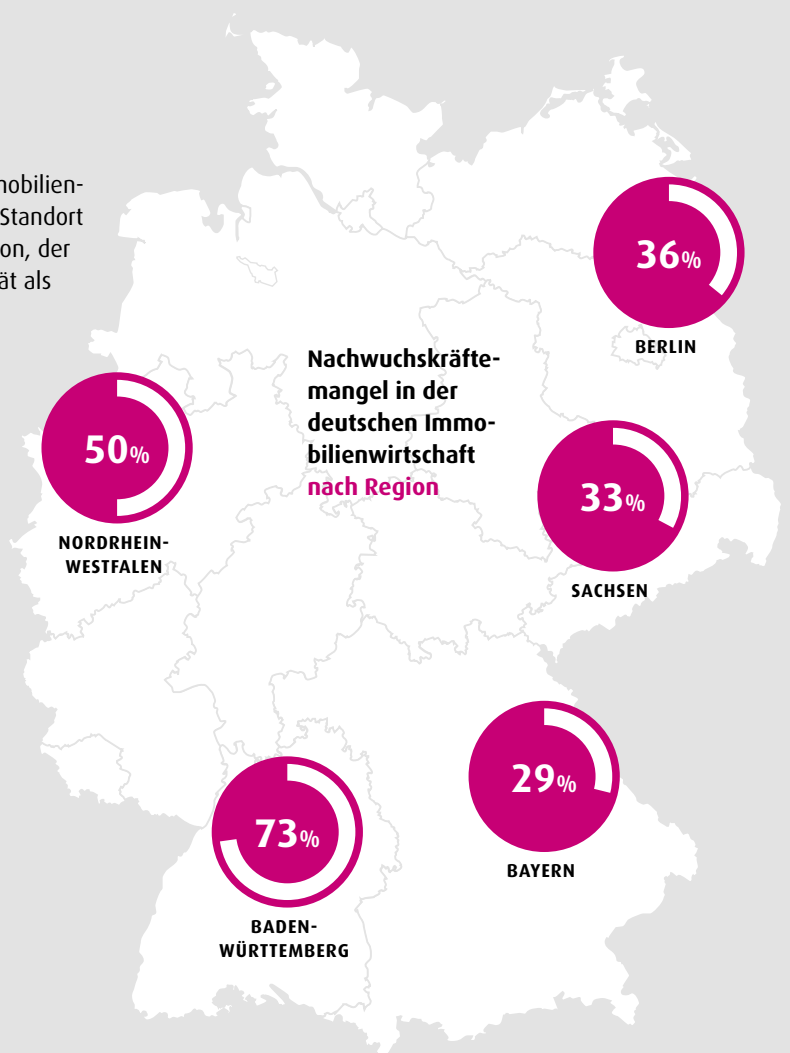 mobilien-
Standort
on, der
ät als
36%
BERLIN
Nachwuchskräfte-
mangel in der
deutschen Immo-
bilienwirtschaft
nach Region
50%
NORDRHEIN-
WESTFALEN
33%
SACHSEN
29%
BAYERN
73%
BADEN-
WÜRTTEMBERG